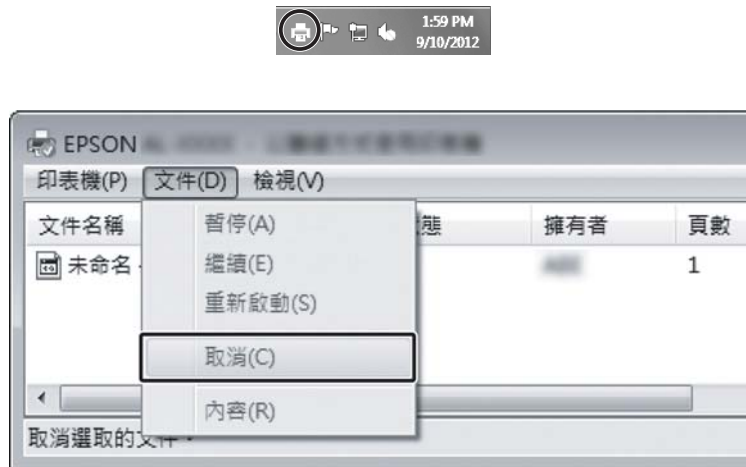 1:59 PM
9/10/2012
EPSON
印表機(P) 文件(D) 檢視(V)
文件名稱 擁有者 頁數
未命名 1
暫停(A)
繼續(E)
重新啟動(S)
取消(C)
內容(R)
取消選取的文件。